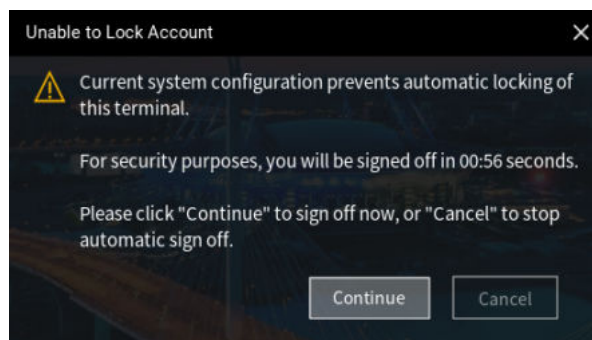 Unable to Lock Account
Current system configuration prevents automatic locking of
this terminal.
For security purposes, you will be signed off in 00:56 seconds.
Please click "Continue" to sign off now, or "Cancel" to stop
automatic sign off.
Continue
Cancel